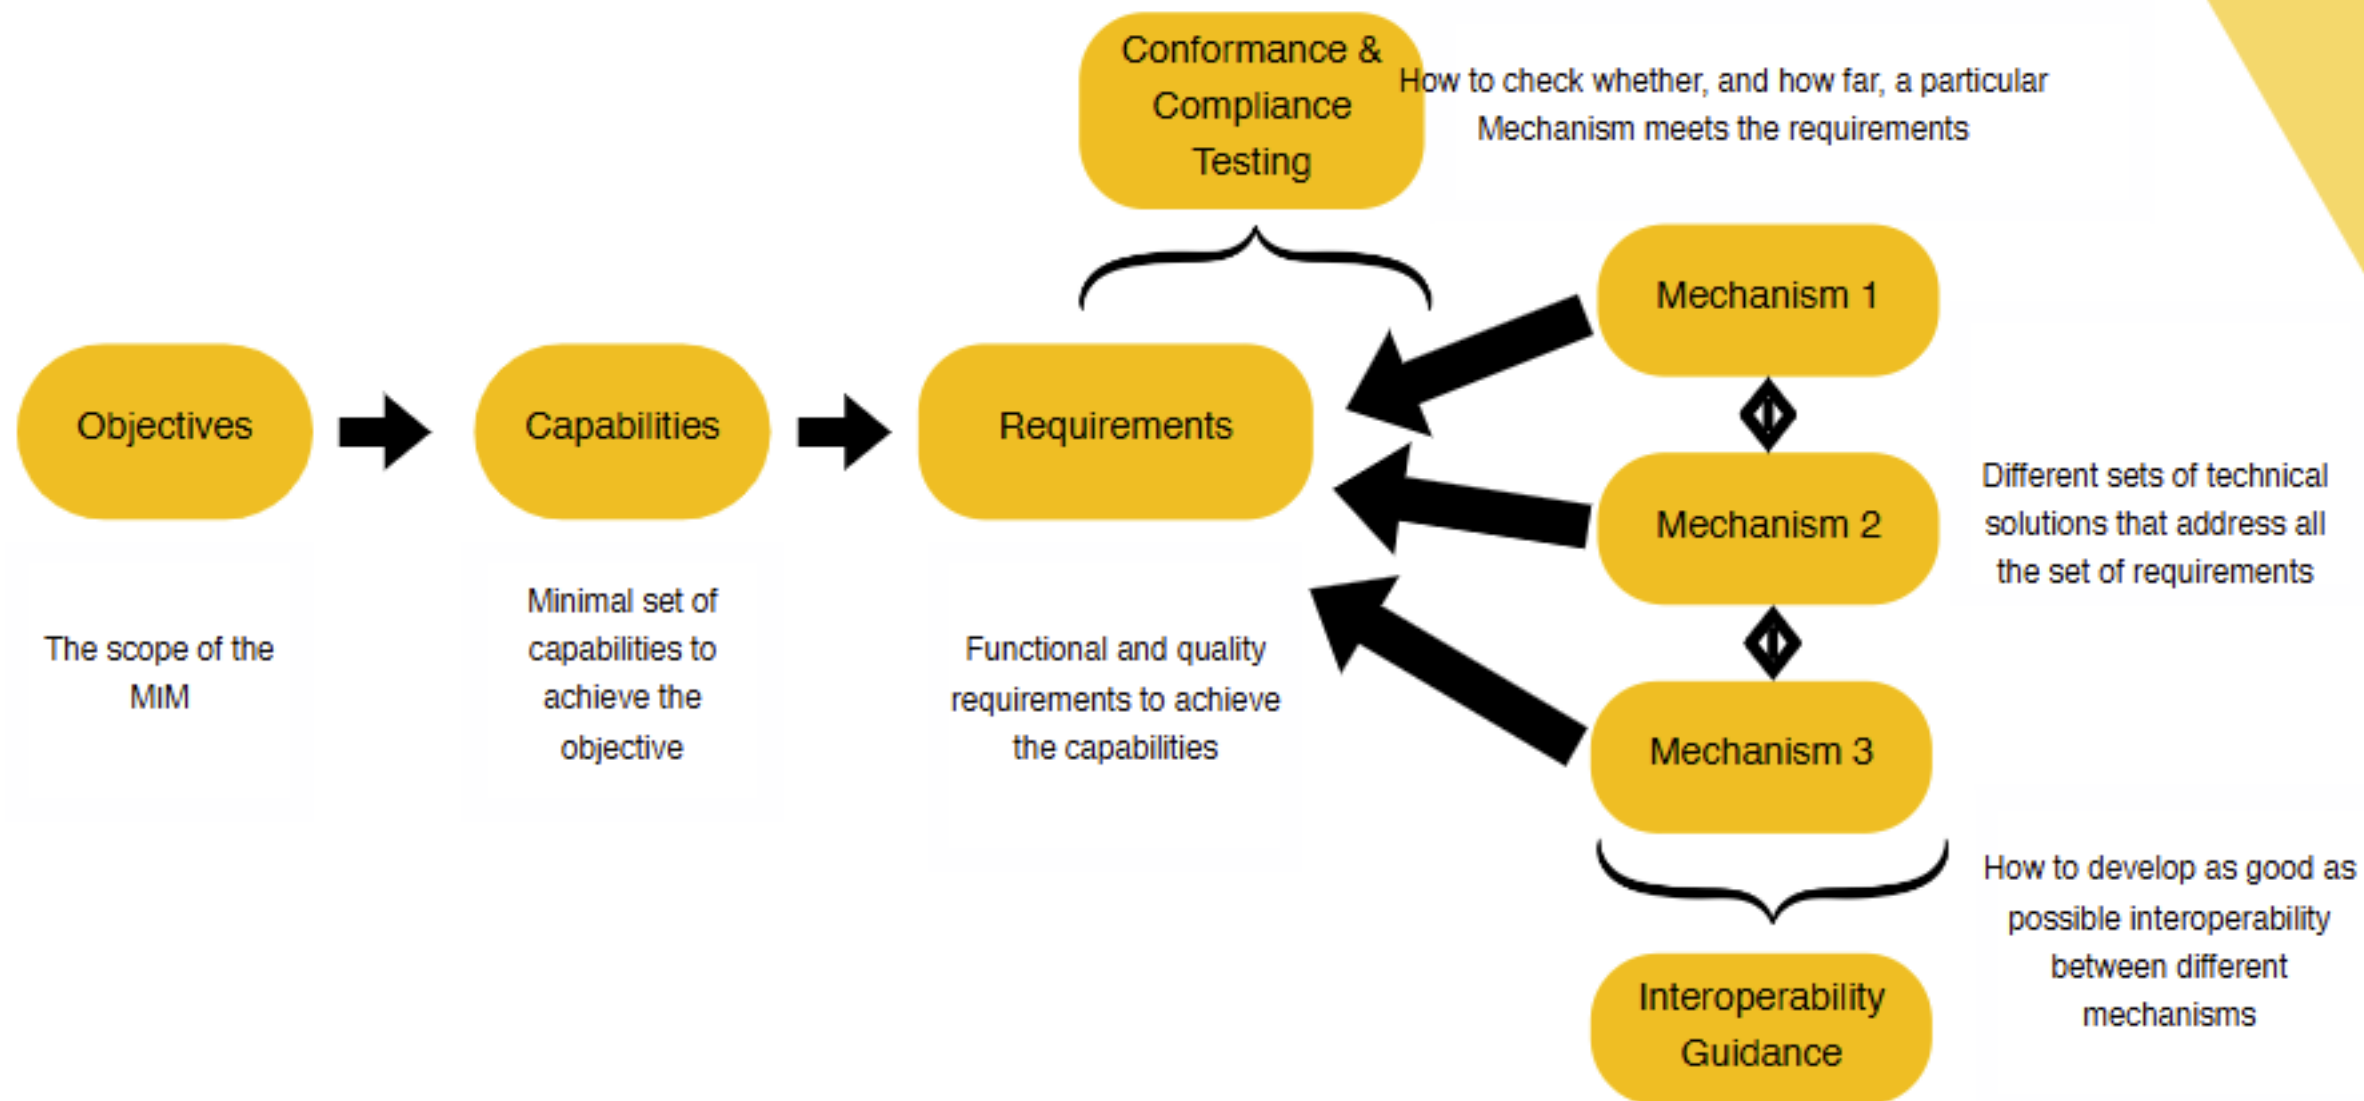 Conformance &
Compliance
Testing
How to check whether, and how far, a particular
Mechanism meets the requirements
Objectives
The scope of the
MIM
Capabilities
Minimal set of
capabilities to
achieve the
objective
Requirements
Functional and quality
requirements to achieve
the capabilities
Mechanism 1
Mechanism 2
Mechanism 3
Different sets of technical
solutions that address all
the set of requirements
Interoperability
Guidance
How to develop as good as
possible interoperability
between different
mechanisms